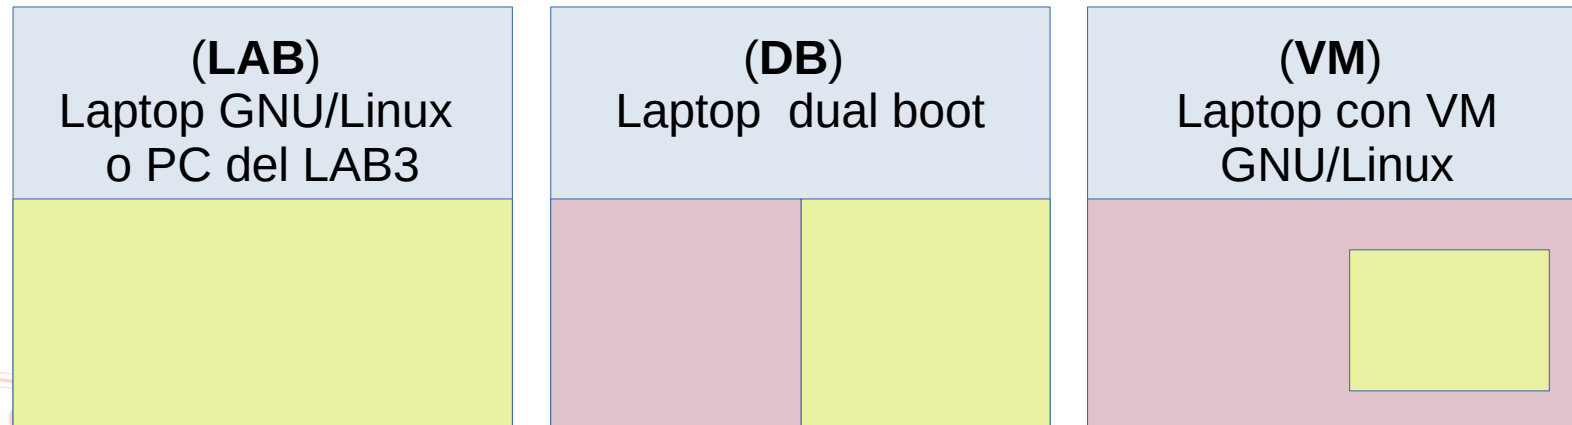 (LAB)
Laptop GNU/Linux
o PC del LAB3
(DB)
Laptop dual boot
(VM)
Laptop con VM
GNU/Linux